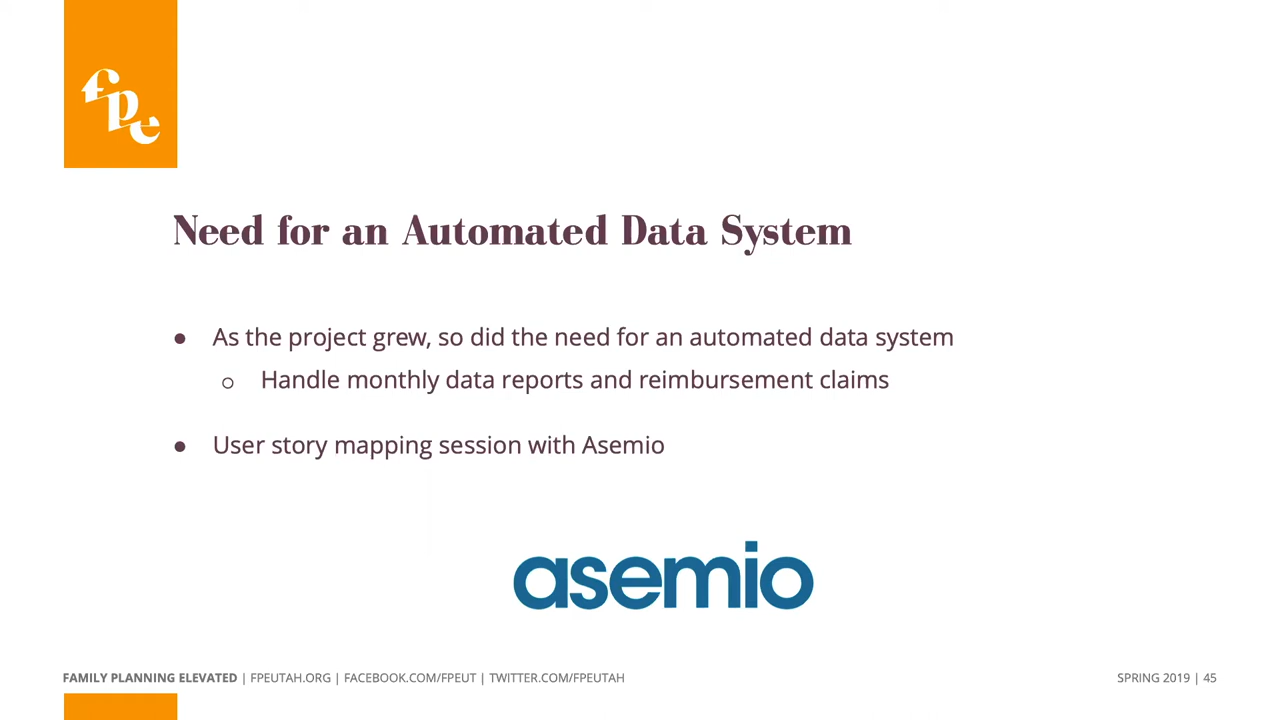 fpe
Need for an Automated Data System
● As the project grew, so did the need for an automated data system
○ Handle monthly data reports and reimbursement claims
● User story mapping session with Asemio
asemio
FAMILY PLANNING ELEVATED | FPEUTAH.ORG | FACEBOOK.COM/FPEUT | TWITTER.COM/FPEUTAH
SPRING 2019 | 45